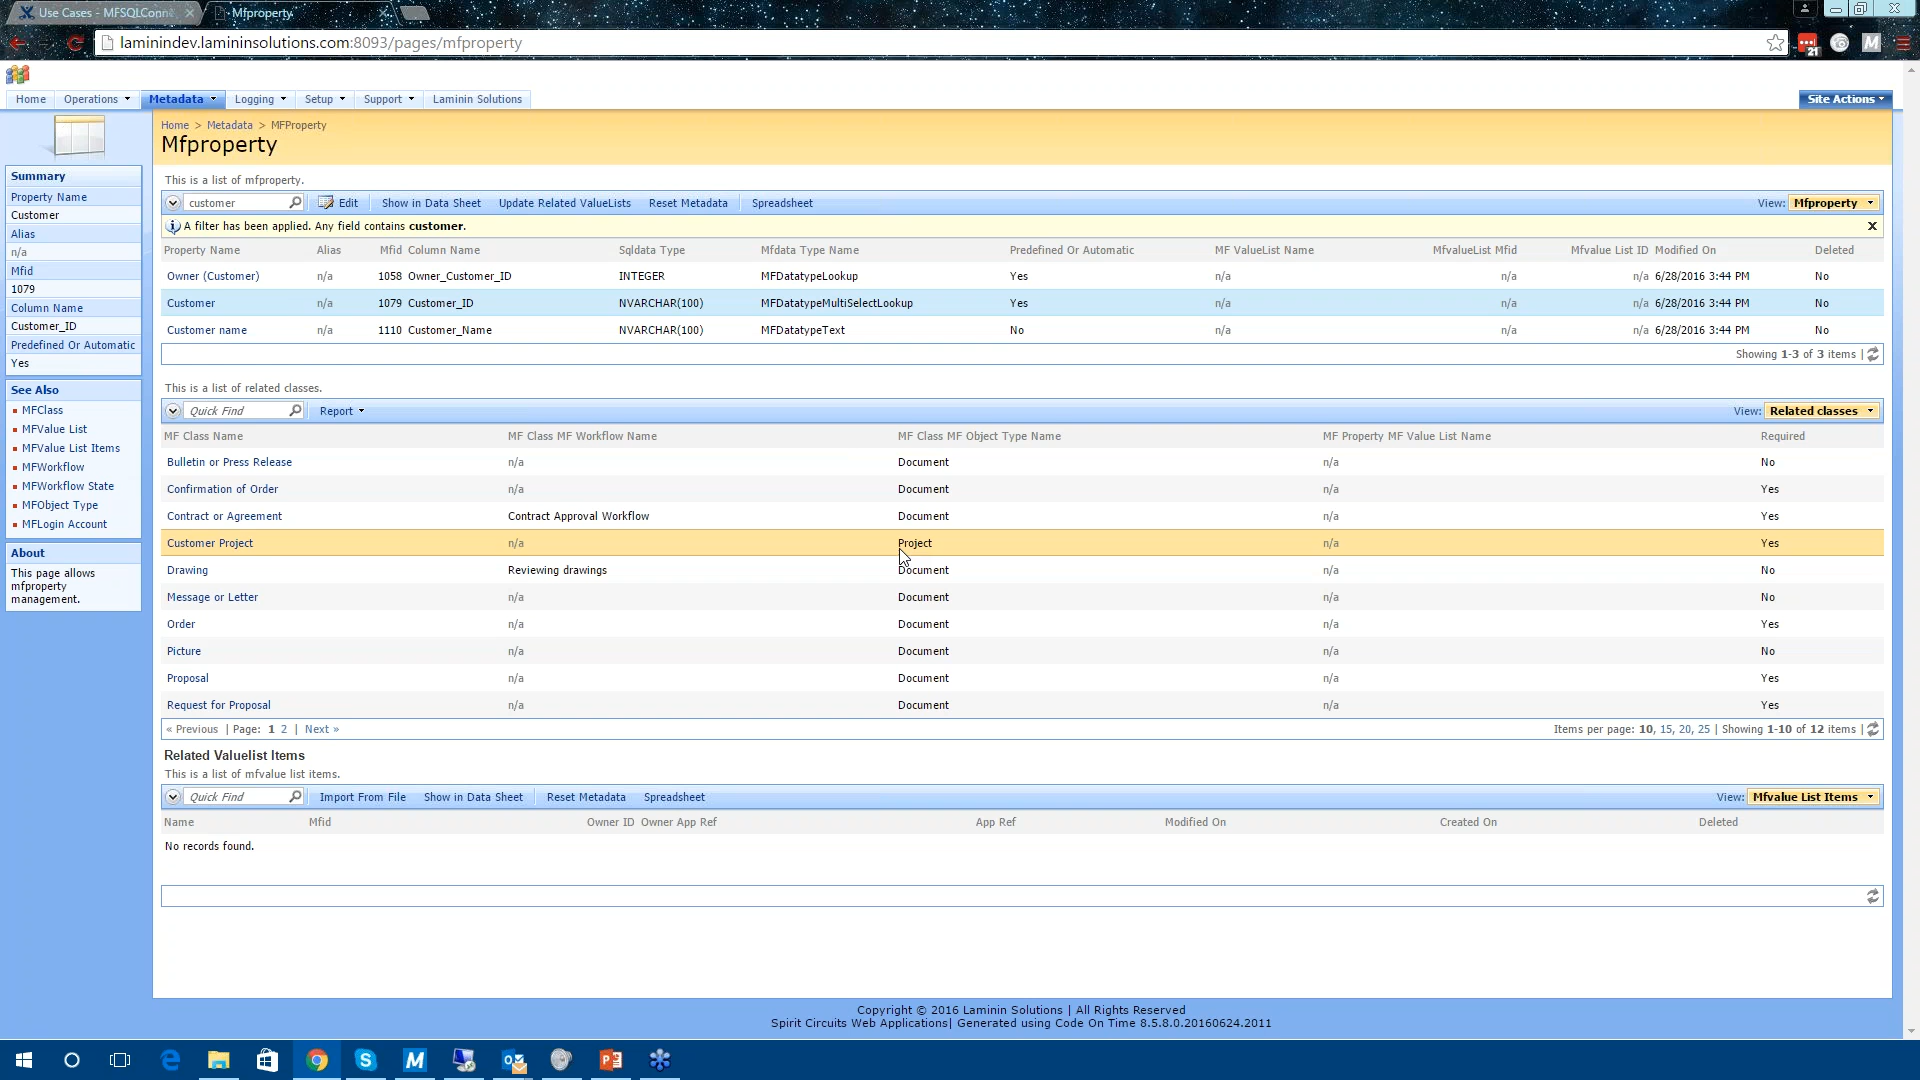 Use Cases - MFSQLConne
Mfproperty
laminindev.lamininsolutions.com:8093/pages/mfproperty
21
Home Operations Metadata Logging Setup Support Laminin Solutions Site Actions
Home > Metadata > MFProperty
Mfproperty
Summary
Property Name
Customer
Alias
n/a
Mfid
1079
Column Name
Customer_ID
Predefined Or Automatic
Yes
See Also
MFClass
MFValue List
MFValue List Items
MFWorkflow
MFWorkflow State
MFObject Type
MFLogin Account
About
This page allows
mfproperty
management.
This is a list of mfproperty.
customer Edit Show in Data Sheet Update Related ValueLists Reset Metadata Spreadsheet View: Mfproperty
A filter has been applied. Any field contains customer. X
Property Name Alias Mfid Column Name Sqldata Type Mfdata Type Name Predefined Or Automatic MF ValueList Name MfvalueList Mfid Mfvalue List ID Modified On Deleted
Owner (Customer) n/a 1058 Owner_Customer_ID INTEGER MFDatatypeLookup Yes n/a n/a n/a 6/28/2016 3:44 PM No
Customer n/a 1079 Customer_ID NVARCHAR(100) MFDatatypeMultiSelectLookup Yes n/a n/a n/a 6/28/2016 3:44 PM No
Customer name n/a 1110 Customer_Name NVARCHAR(100) MFDatatypeText No n/a n/a n/a 6/28/2016 3:44 PM No
Showing 1-3 of 3 items |
This is a list of related classes.
Quick Find Report View: Related classes
MF Class Name MF Class MF Workflow Name MF Class MF Object Type Name MF Property MF Value List Name Required
Bulletin or Press Release n/a Document n/a No
Confirmation of Order n/a Document n/a Yes
Contract or Agreement Contract Approval Workflow Document n/a Yes
Customer Project n/a Project n/a Yes
Drawing Reviewing drawings Document n/a No
Message or Letter n/a Document n/a No
Order n/a Document n/a Yes
Picture n/a Document n/a No
Proposal n/a Document n/a Yes
Request for Proposal n/a Document n/a Yes
« Previous | Page: 1 2 | Next » Items per page: 10, 15, 20, 25 | Showing 1-10 of 12 items |
Related Valuelist Items
This is a list of mfvalue list items.
Quick Find Import From File Show in Data Sheet Reset Metadata Spreadsheet View: Mfvalue List Items
Name Mfid Owner ID Owner App Ref App Ref Modified On Created On Deleted
No records found.
Copyright © 2016 Laminin Solutions | All Rights Reserved
Spirit Circuits Web Applications| Generated using Code On Time 8.5.8.0.20160624.2011